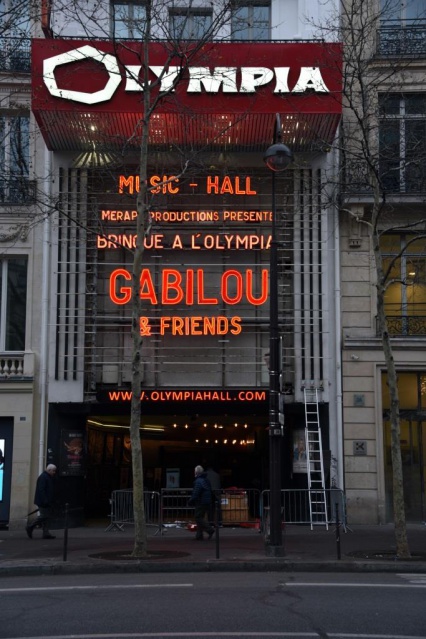 OLYMPIA
MUSIC - HALL
MERAPI PRODUCTIONS PRESENTE
BRINGUE A L'OLYMPIA
GABILOU
& FRIENDS
WWW.OLYMPIAHALL.COM